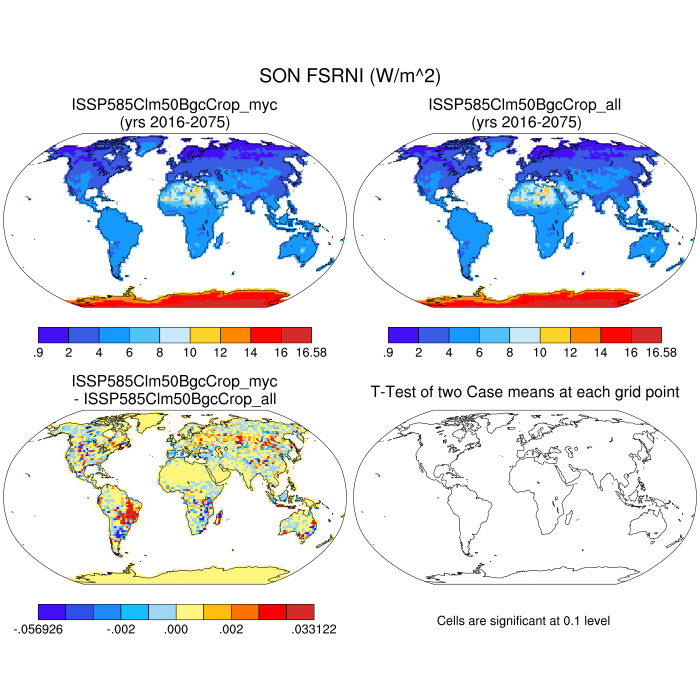 SON FSRNI (W/m^2)
ISSP585Clm50BgcCrop_myc
(yrs 2016-2075)
ISSP585Clm50BgcCrop_all
(yrs 2016-2075)
.9 2 4 6 8 10 12 14 16 16.58
.9 2 4 6 8 10 12 14 16 16.58
ISSP585Clm50BgcCrop_myc
- ISSP585Clm50BgcCrop_all
T-Test of two Case means at each grid point
-.056926 -.002 .000 .002 .033122
Cells are significant at 0.1 level